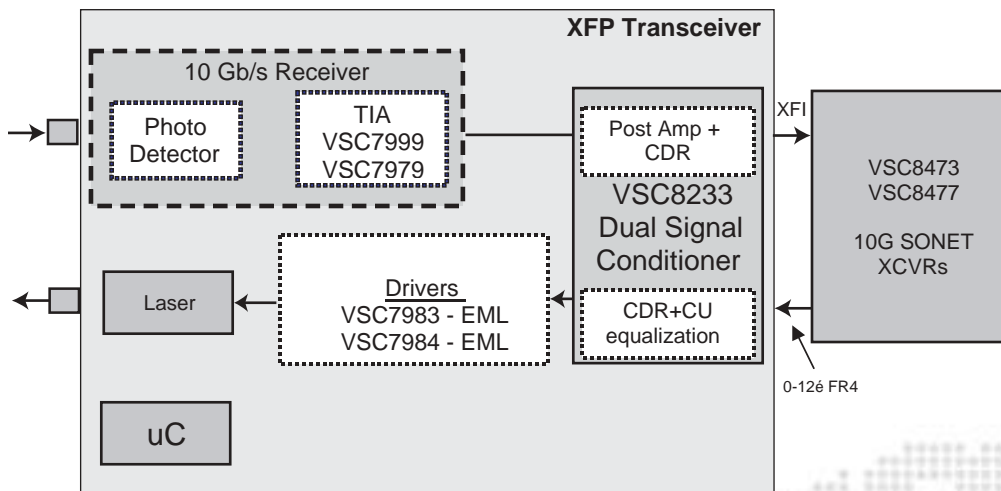 XFP Transceiver
10 Gb/s Receiver
Photo
Detector
TIA
VSC7999
VSC7979
Post Amp +
CDR
VSC8233
Dual Signal
Conditioner
CDR+CU
equalization
XFI
VSC8473
VSC8477
10G SONET
XCVRs
Laser
Drivers
VSC7983 - EML
VSC7984 - EML
0-12é FR4
uC